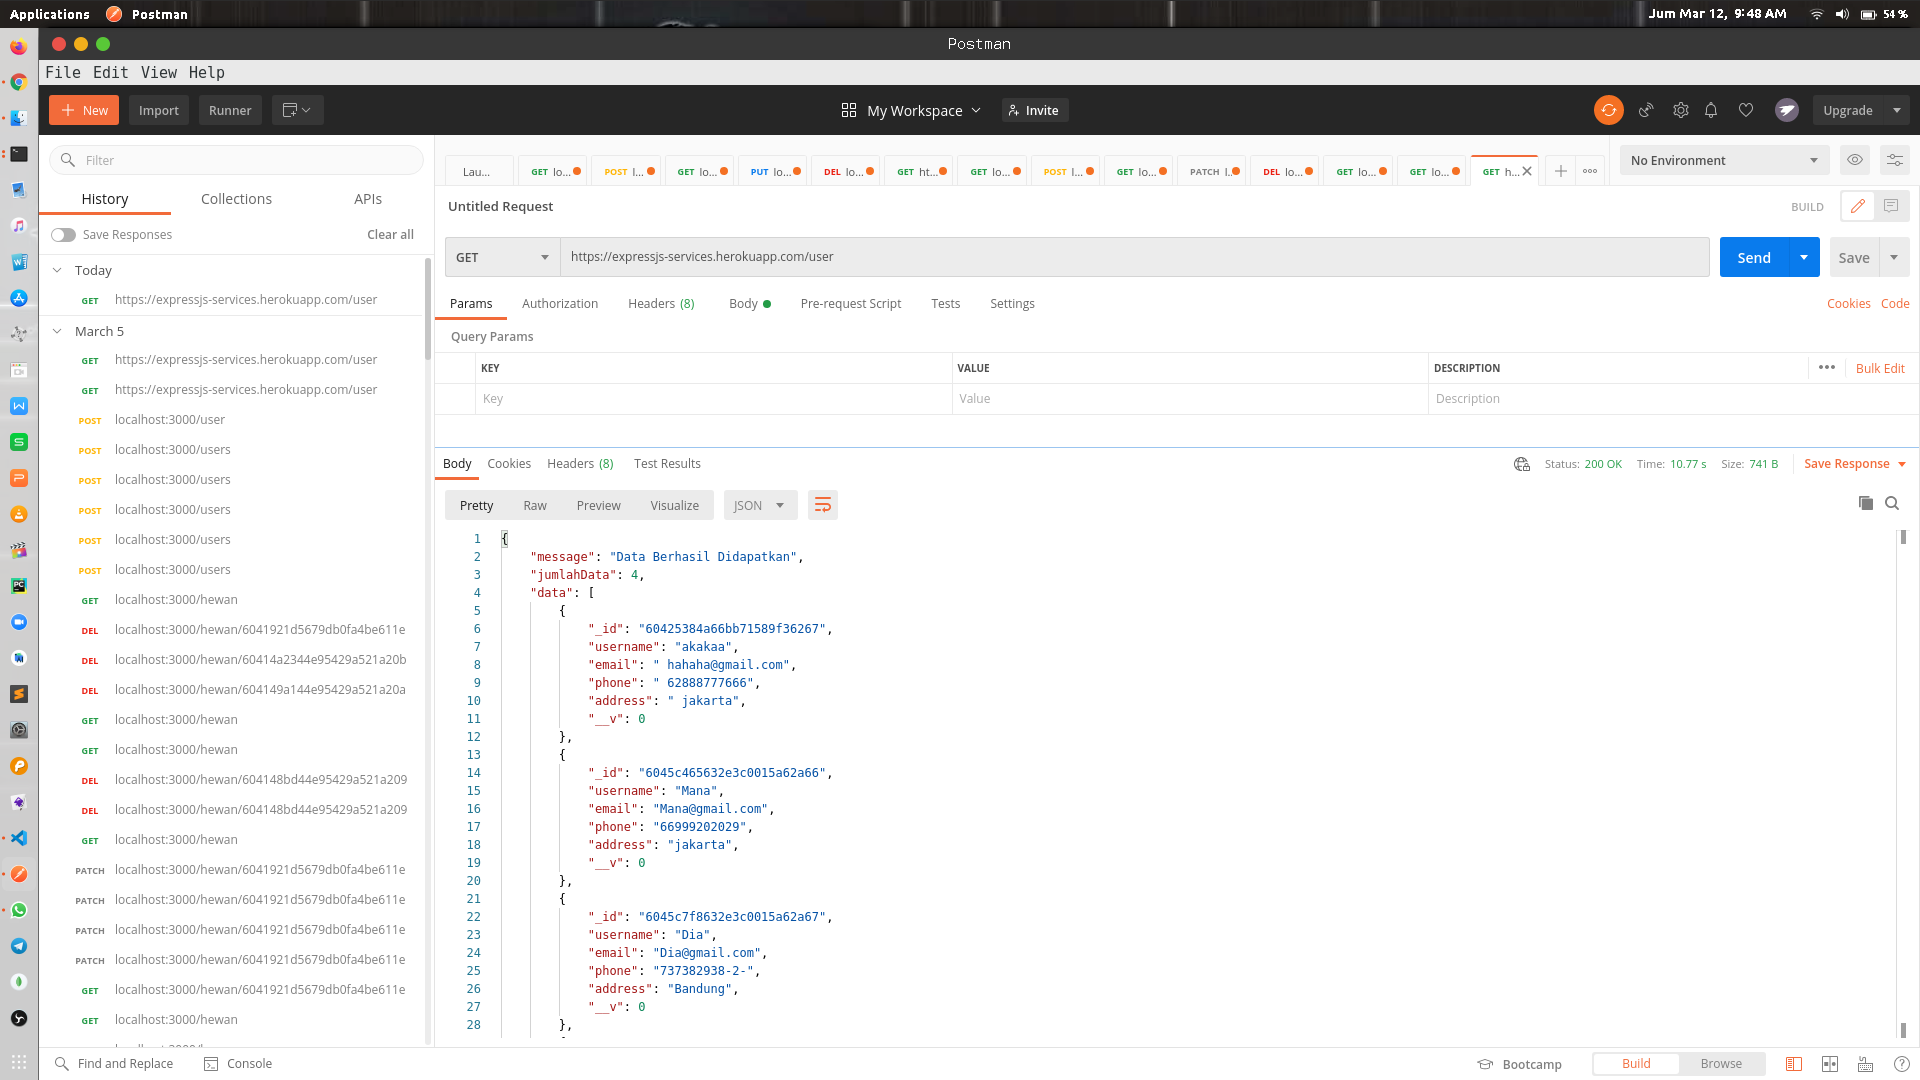 Applications Postman Jum Mar 12, 9:48 AM 54 %
Postman
File Edit View Help
New Import Runner My Workspace Invite Upgrade
Filter
History Collections APIs
Save Responses Clear all
Today
GET https://expressjs-services.herokuapp.com/user
March 5
GET https://expressjs-services.herokuapp.com/user
GET https://expressjs-services.herokuapp.com/user
POST localhost:3000/user
POST localhost:3000/users
POST localhost:3000/users
POST localhost:3000/users
POST localhost:3000/users
POST localhost:3000/users
GET localhost:3000/hewan
DEL localhost:3000/hewan/6041921d5679db0fa4be611e
DEL localhost:3000/hewan/60414a2344e95429a521a20b
DEL localhost:3000/hewan/604149a144e95429a521a20a
GET localhost:3000/hewan
GET localhost:3000/hewan
DEL localhost:3000/hewan/604148bd44e95429a521a209
DEL localhost:3000/hewan/604148bd44e95429a521a209
GET localhost:3000/hewan
PATCH localhost:3000/hewan/6041921d5679db0fa4be611e
PATCH localhost:3000/hewan/6041921d5679db0fa4be611e
PATCH localhost:3000/hewan/6041921d5679db0fa4be611e
PATCH localhost:3000/hewan/6041921d5679db0fa4be611e
GET localhost:3000/hewan/6041921d5679db0fa4be611e
GET localhost:3000/hewan
Lau... GET lo... POST l... GET lo... PUT lo... DEL lo... GET ht... GET lo... POST l... GET lo... PATCH l... DEL lo... GET lo... GET lo... GET h... No Environment
Untitled Request BUILD
GET https://expressjs-services.herokuapp.com/user Send Save
Params Authorization Headers (8) Body Pre-request Script Tests Settings Cookies Code
Query Params
KEY VALUE DESCRIPTION Bulk Edit
Key Value Description
Body Cookies Headers (8) Test Results Status: 200 OK Time: 10.77 s Size: 741 B Save Response
Pretty Raw Preview Visualize JSON
1 {
2 "message": "Data Berhasil Didapatkan",
3 "jumlahData": 4,
4 "data": [
5 {
6 "_id": "60425384a66bb71589f36267",
7 "username": "akakaa",
8 "email": " hahaha@gmail.com",
9 "phone": " 62888777666",
10 "address": " jakarta",
11 "__v": 0
12 },
13 {
14 "_id": "6045c465632e3c0015a62a66",
15 "username": "Mana",
16 "email": "Mana@gmail.com",
17 "phone": "66999202029",
18 "address": "jakarta",
19 "__v": 0
20 },
21 {
22 "_id": "6045c7f8632e3c0015a62a67",
23 "username": "Dia",
24 "email": "Dia@gmail.com",
25 "phone": "737382938-2-",
26 "address": "Bandung",
27 "__v": 0
28 },
Find and Replace Console Bootcamp Build Browse